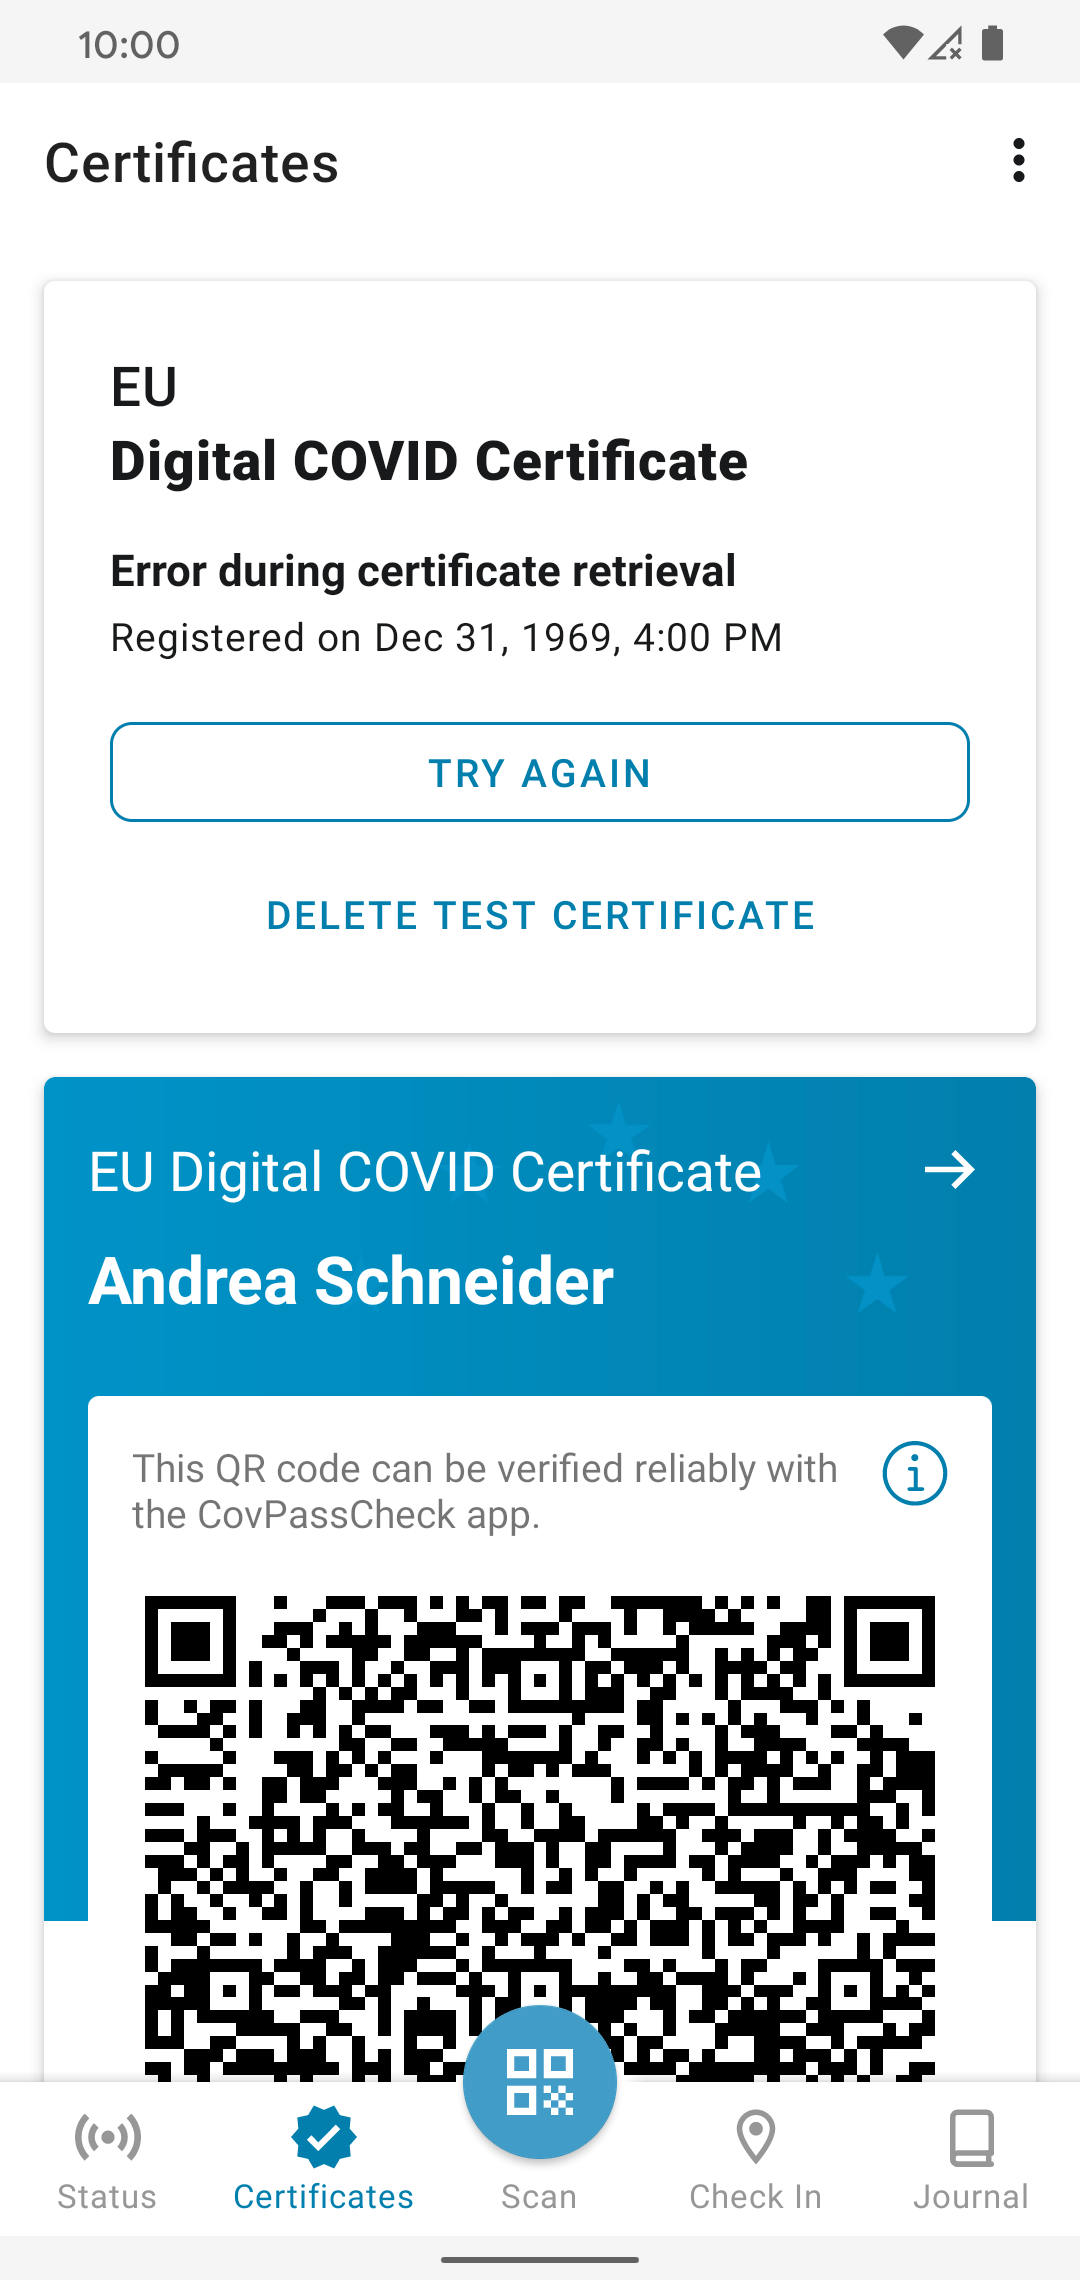 10:00
Certificates
EU
Digital COVID Certificate
Error during certificate retrieval
Registered on Dec 31, 1969, 4:00 PM
TRY AGAIN
DELETE TEST CERTIFICATE
EU Digital COVID Certificate
Andrea Schneider
This QR code can be verified reliably with
the CovPassCheck app.
Status
Certificates
Scan
Check In
Journal